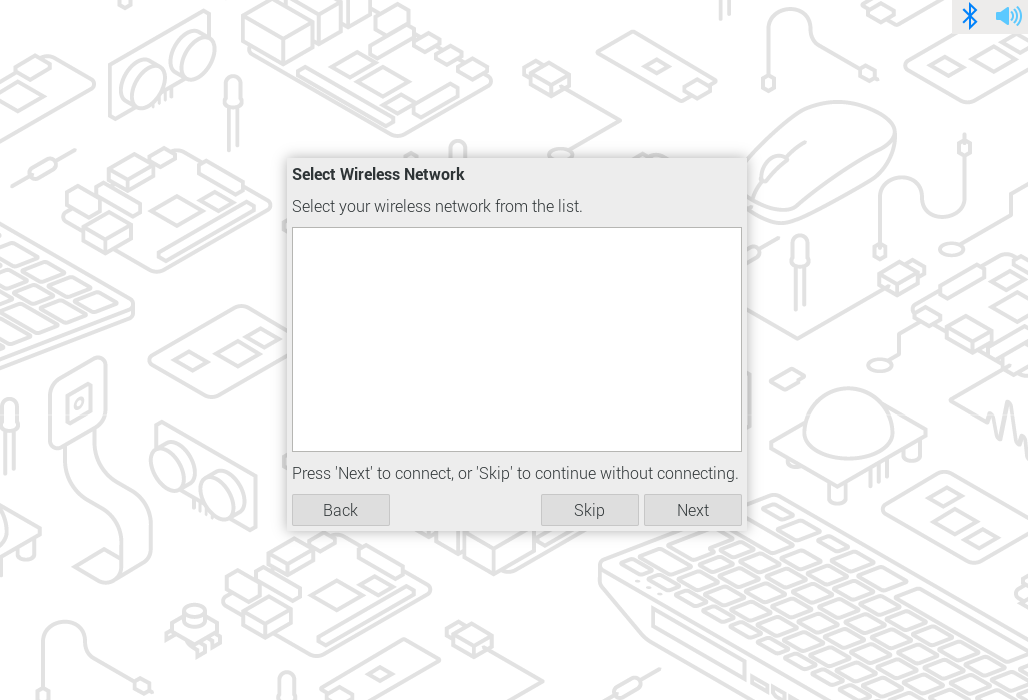 Select Wireless Network
Select your wireless network from the list.
Press 'Next' to connect, or 'Skip' to continue without connecting.
Back Skip Next